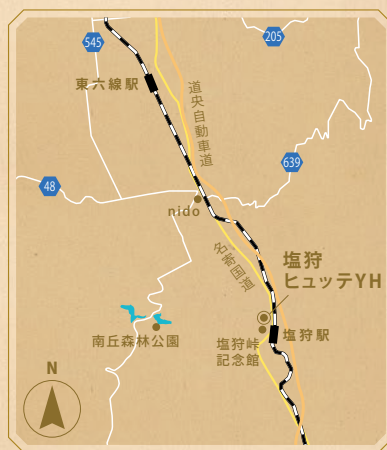 545
205
東六線駅
道央自動車道
639
48
nido
名寄国道
塩狩
ヒュッテYH
南丘森林公園
塩狩峠
記念館
塩狩駅
N